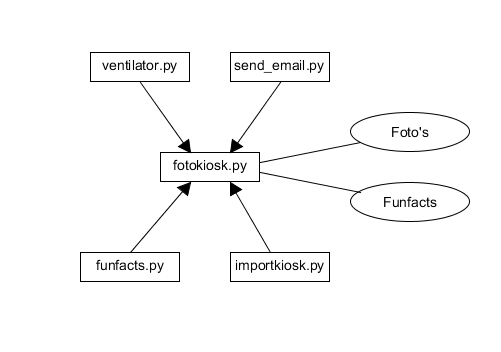 ventilator.py
send_email.py
Foto's
fotokiosk.py
Funfacts
funfacts.py
importkiosk.py